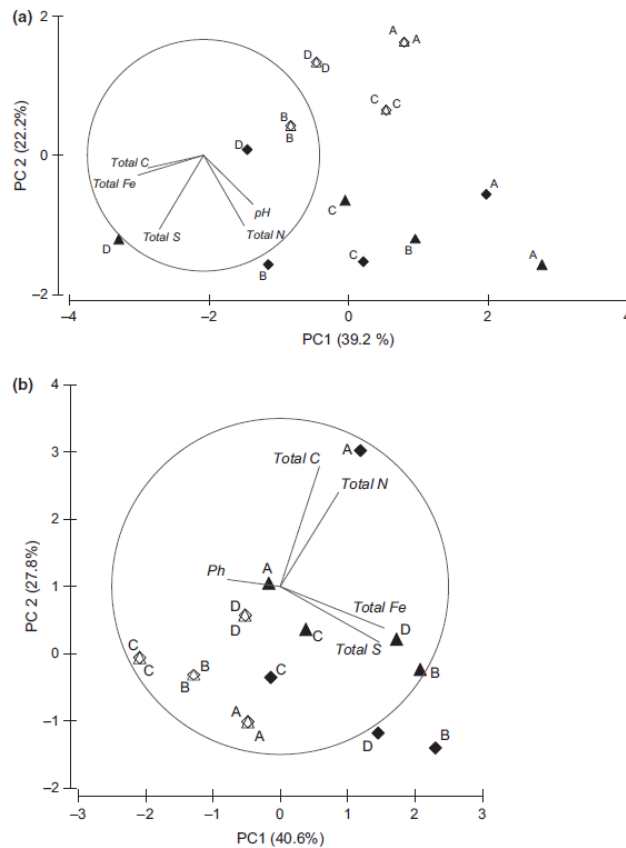 (a)
2
A
A
D
D
C
C
B
B
D
PC 2 (22.2%)
0
Total C
Total Fe
A
C
pH
Total S
Total N
D
B
C
B
A
−2
−4
−2
0
2
4
PC1 (39.2 %)
(b)
4
3
A
Total C
Total N
2
PC 2 (27.8%)
Ph
A
1
D
D
Total Fe
D
C
Total S
0
C
C
B
B
C
B
A
A
−1
D
B
−2
−3
−2
−1
0
1
2
3
PC1 (40.6%)